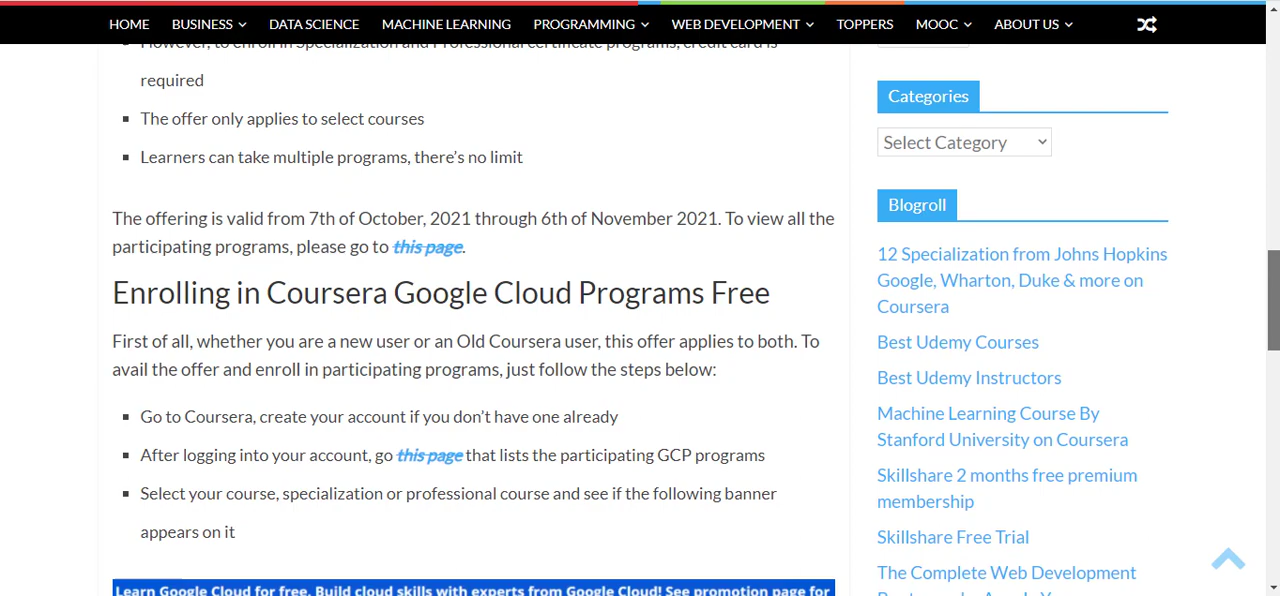 HOME BUSINESS DATA SCIENCE MACHINE LEARNING PROGRAMMING WEB DEVELOPMENT TOPPERS MOOC ABOUT US
However, to enroll in Specialization and Professional certificate programs, credit card is
required
The offer only applies to select courses
Learners can take multiple programs, there's no limit
The offering is valid from 7th of October, 2021 through 6th of November 2021. To view all the
participating programs, please go to this page.
Enrolling in Coursera Google Cloud Programs Free
First of all, whether you are a new user or an Old Coursera user, this offer applies to both. To
avail the offer and enroll in participating programs, just follow the steps below:
Go to Coursera, create your account if you don't have one already
After logging into your account, go this page that lists the participating GCP programs
Select your course, specialization or professional course and see if the following banner
appears on it
Learn Google Cloud for free. Build cloud skills with experts from Google Cloud! See promotion page for
Categories
Select Category
Blogroll
12 Specialization from Johns Hopkins
Google, Wharton, Duke & more on
Coursera
Best Udemy Courses
Best Udemy Instructors
Machine Learning Course By
Stanford University on Coursera
Skillshare 2 months free premium
membership
Skillshare Free Trial
The Complete Web Development